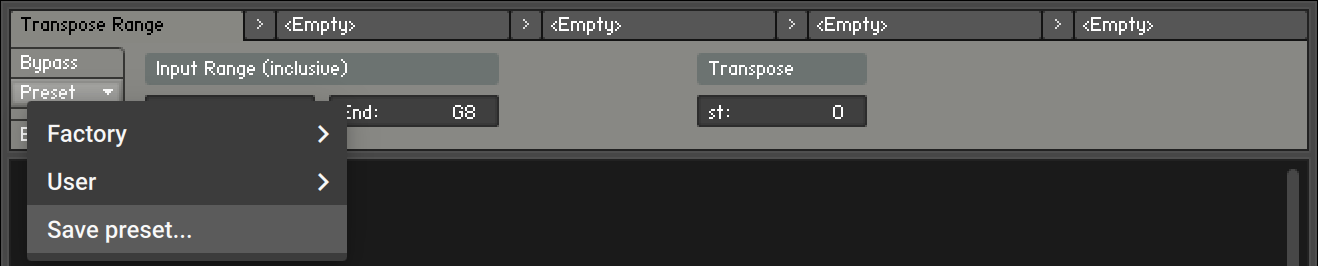 Transpose Range > <Empty> > <Empty> > <Empty> > <Empty>
Bypass
Input Range (inclusive) Transpose
Preset
End: G8 st: 0
Factory
User
Save preset...